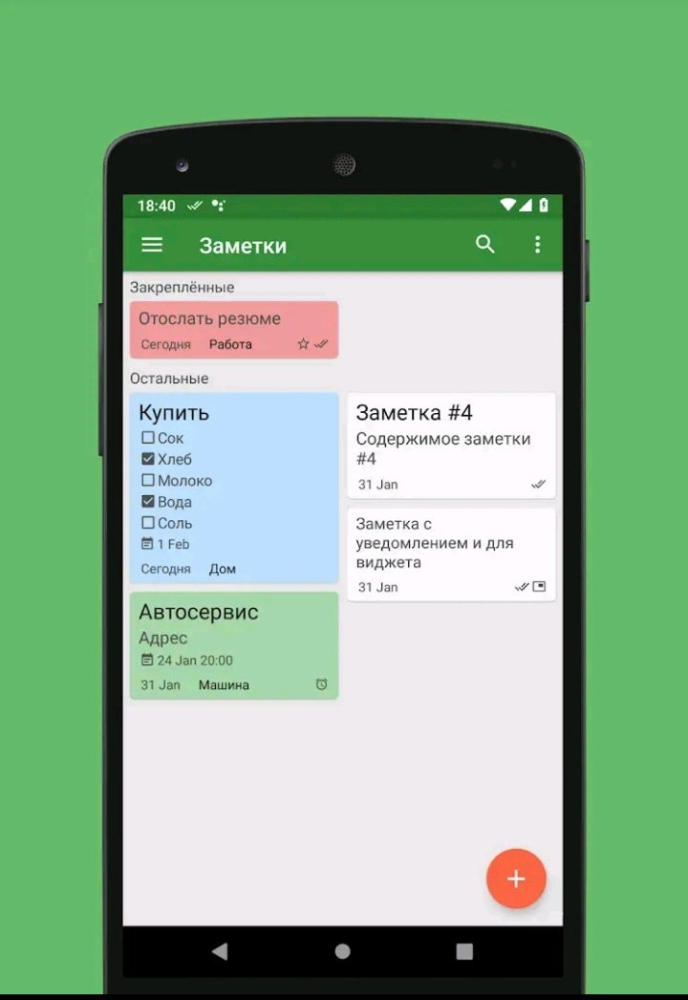 18:40
Заметки
Закреплённые
Отослать резюме
Сегодня Работа
Остальные
Купить
Сок
Хлеб
Молоко
Вода
Соль
1 Feb
Сегодня Дом
Автосервис
Адрес
24 Jan 20:00
31 Jan Машина
Заметка #4
Содержимое заметки
#4
31 Jan
Заметка с
уведомлением и для
виджета
31 Jan